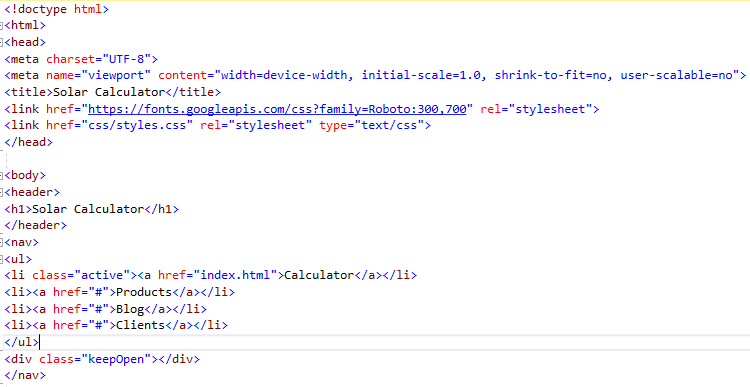 <!doctype html>
<html>
<head>
<meta charset="UTF-8">
<meta name="viewport" content="width=device-width, initial-scale=1.0, shrink-to-fit=no, user-scalable=no">
<title>Solar Calculator</title>
<link href="https://fonts.googleapis.com/css?family=Roboto:300,700" rel="stylesheet">
<link href="css/styles.css" rel="stylesheet" type="text/css">
</head>
<body>
<header>
<h1>Solar Calculator</h1>
</header>
<nav>
<ul>
<li class="active"><a href="index.html">Calculator</a></li>
<li><a href="#">Products</a></li>
<li><a href="#">Blog</a></li>
<li><a href="#">Clients</a></li>
</ul>
<div class="keepOpen"></div>
</nav>